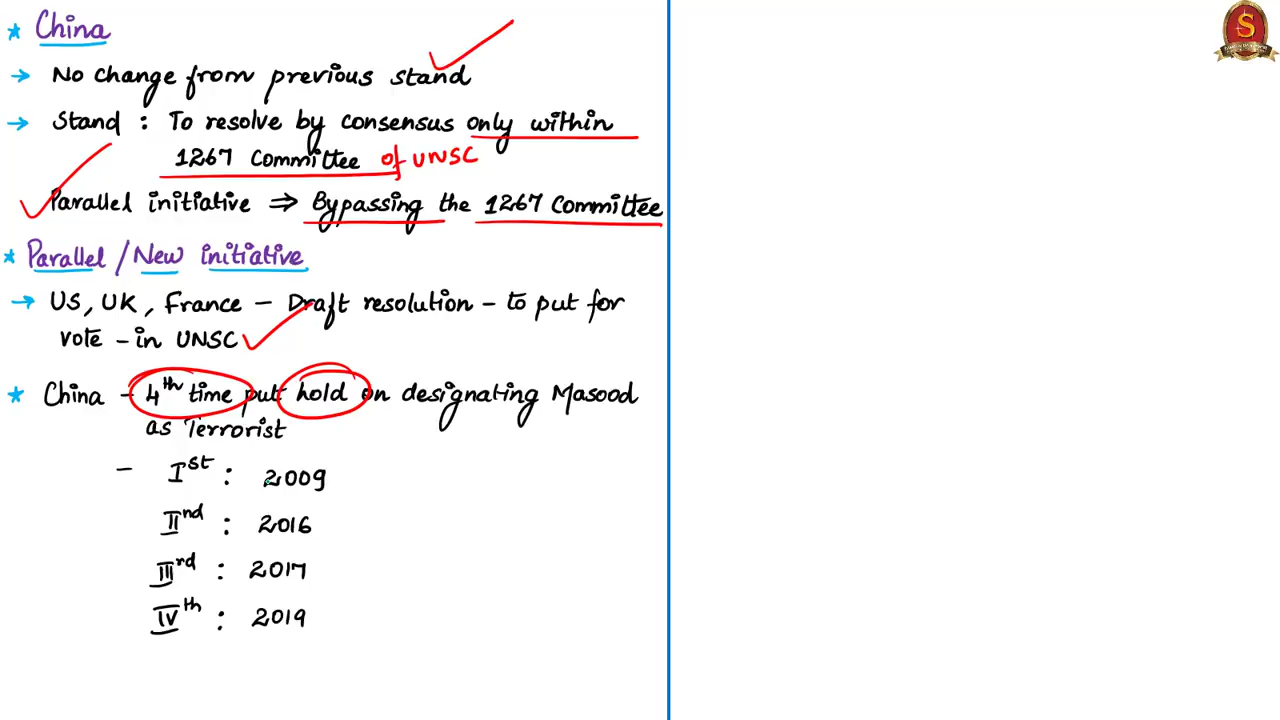 * China
→ No change from previous stand
→ Stand : To resolve by consensus only within
1267 Committee of UNSC
Parallel initiative ⇒ Bypassing the 1267 Committee
* Parallel / New initiative
→ US, UK, France – Draft resolution – to put for
vote – in UNSC
* China – 4th time put hold on designating Masood
as Terrorist
– Ist : 2009
IInd : 2016
IIIrd : 2017
IVth : 2019
S